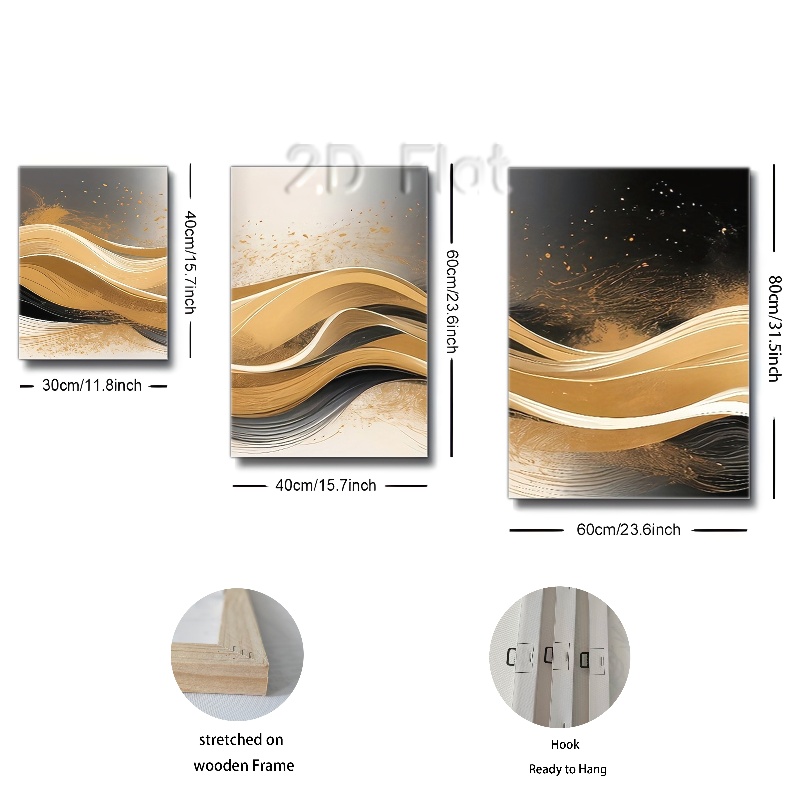 2D Flat
40cm/15.7inch
30cm/11.8inch
60cm/23.6inch
40cm/15.7inch
80cm/31.5inch
60cm/23.6inch
stretched on
wooden Frame
Hook
Ready to Hang